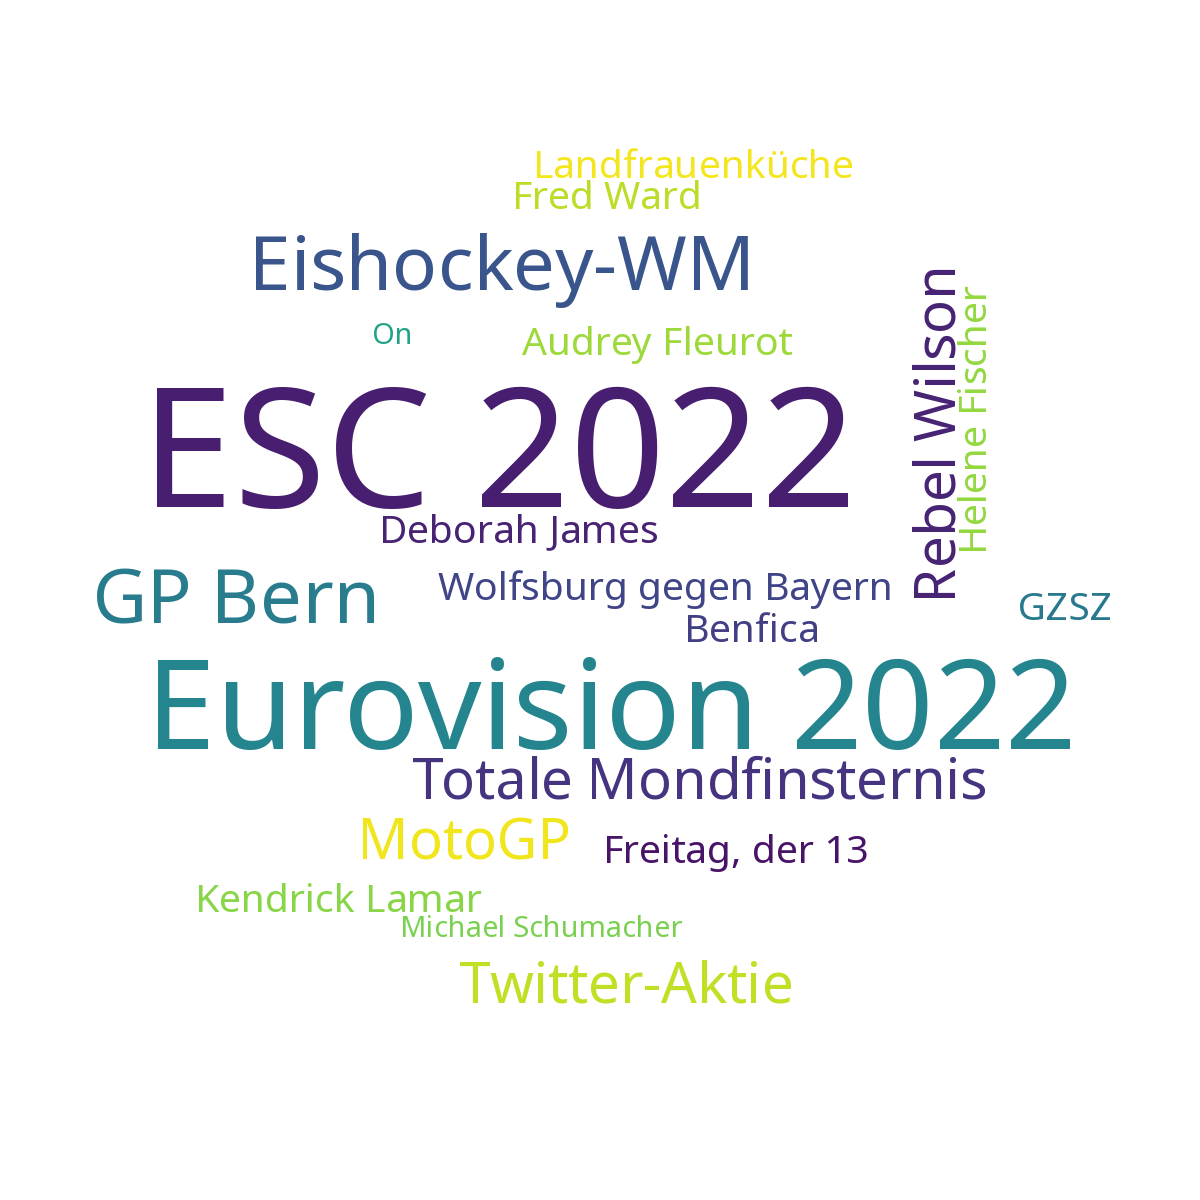 Landfrauenküche
Fred Ward
Eishockey-WM
On
Audrey Fleurot
Rebel Wilson
Helene Fischer
ESC 2022
Deborah James
GP Bern
Wolfsburg gegen Bayern
GZSZ
Benfica
Eurovision 2022
Totale Mondfinsternis
MotoGP
Freitag, der 13
Kendrick Lamar
Michael Schumacher
Twitter-Aktie